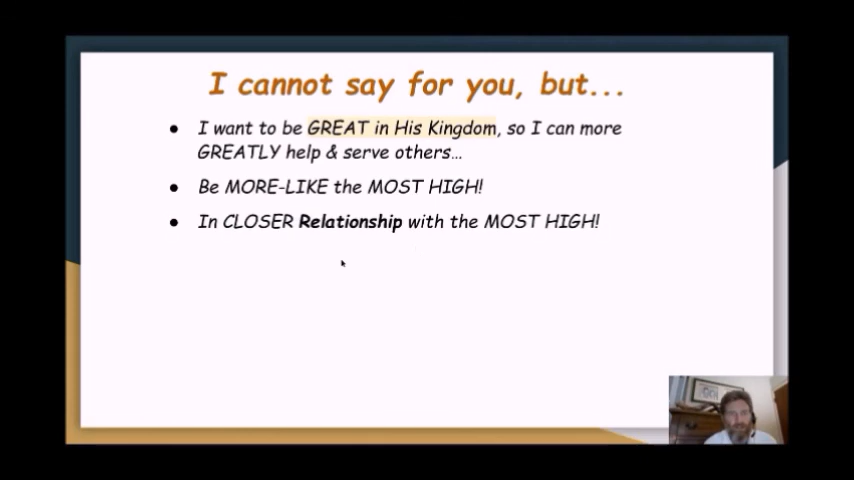 I cannot say for you, but...
● I want to be GREAT in His Kingdom, so I can more
GREATLY help & serve others...
● Be MORE-LIKE the MOST HIGH!
● In CLOSER Relationship with the MOST HIGH!